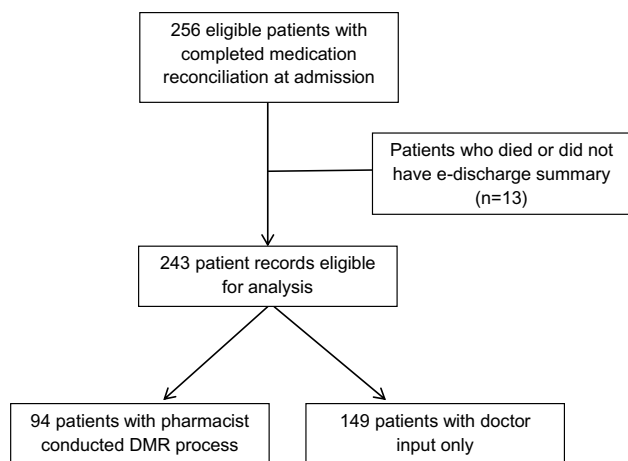 256 eligible patients with
completed medication
reconciliation at admission
Patients who died or did not
have e-discharge summary
(n=13)
243 patient records eligible
for analysis
94 patients with pharmacist
conducted DMR process
149 patients with doctor
input only